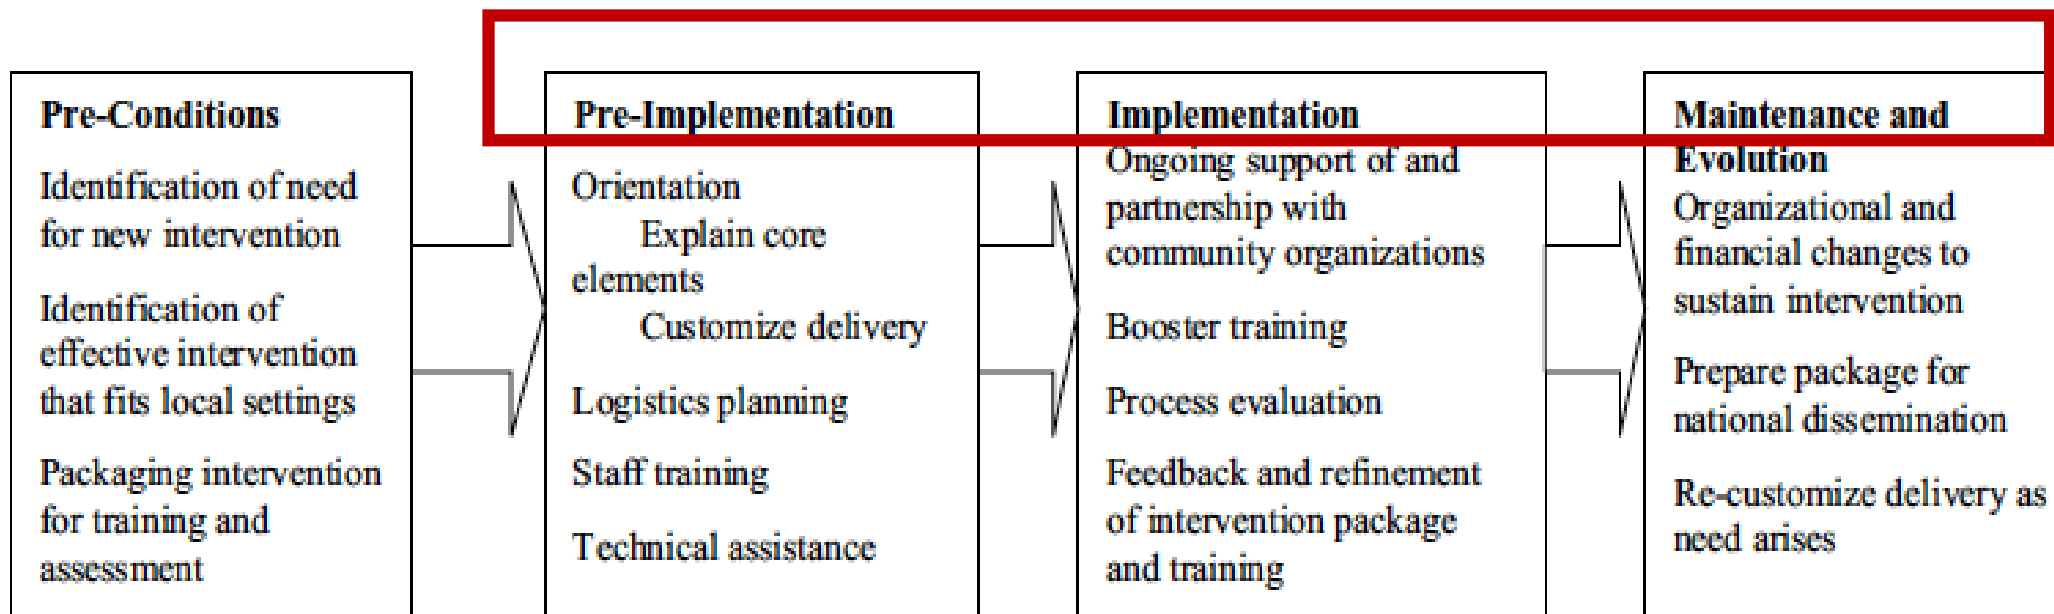 Pre-Conditions
Identification of need
for new intervention
Identification of
effective intervention
that fits local settings
Packaging intervention
for training and
assessment
Pre-Implementation
Orientation
Explain core
elements
Customize delivery
Logistics planning
Staff training
Technical assistance
Implementation
Ongoing support of and
partnership with
community organizations
Booster training
Process evaluation
Feedback and refinement
of intervention package
and training
Maintenance and
Evolution
Organizational and
financial changes to
sustain intervention
Prepare package for
national dissemination
Re-customize delivery as
need arises